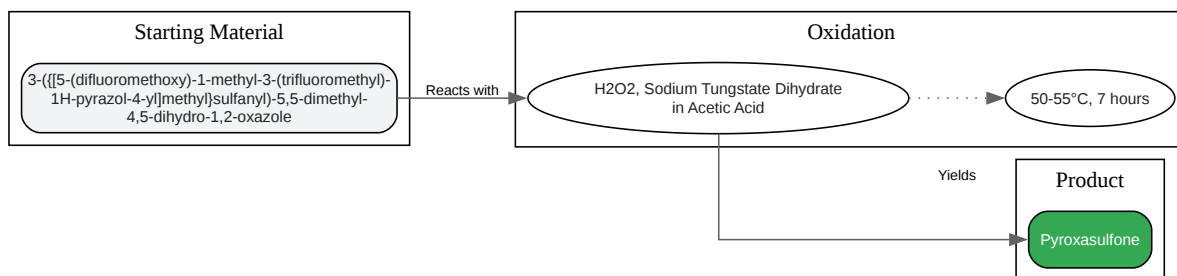 Starting Material
3-({[5-(difluoromethoxy)-1-methyl-3-(trifluoromethyl)-
1H-pyrazol-4-yl]methyl}sulfanyl)-5,5-dimethyl-
4,5-dihydro-1,2-oxazole
Reacts with
Oxidation
H2O2, Sodium Tungstate Dihydrate
in Acetic Acid
50-55°C, 7 hours
Yields
Product
Pyroxasulfone